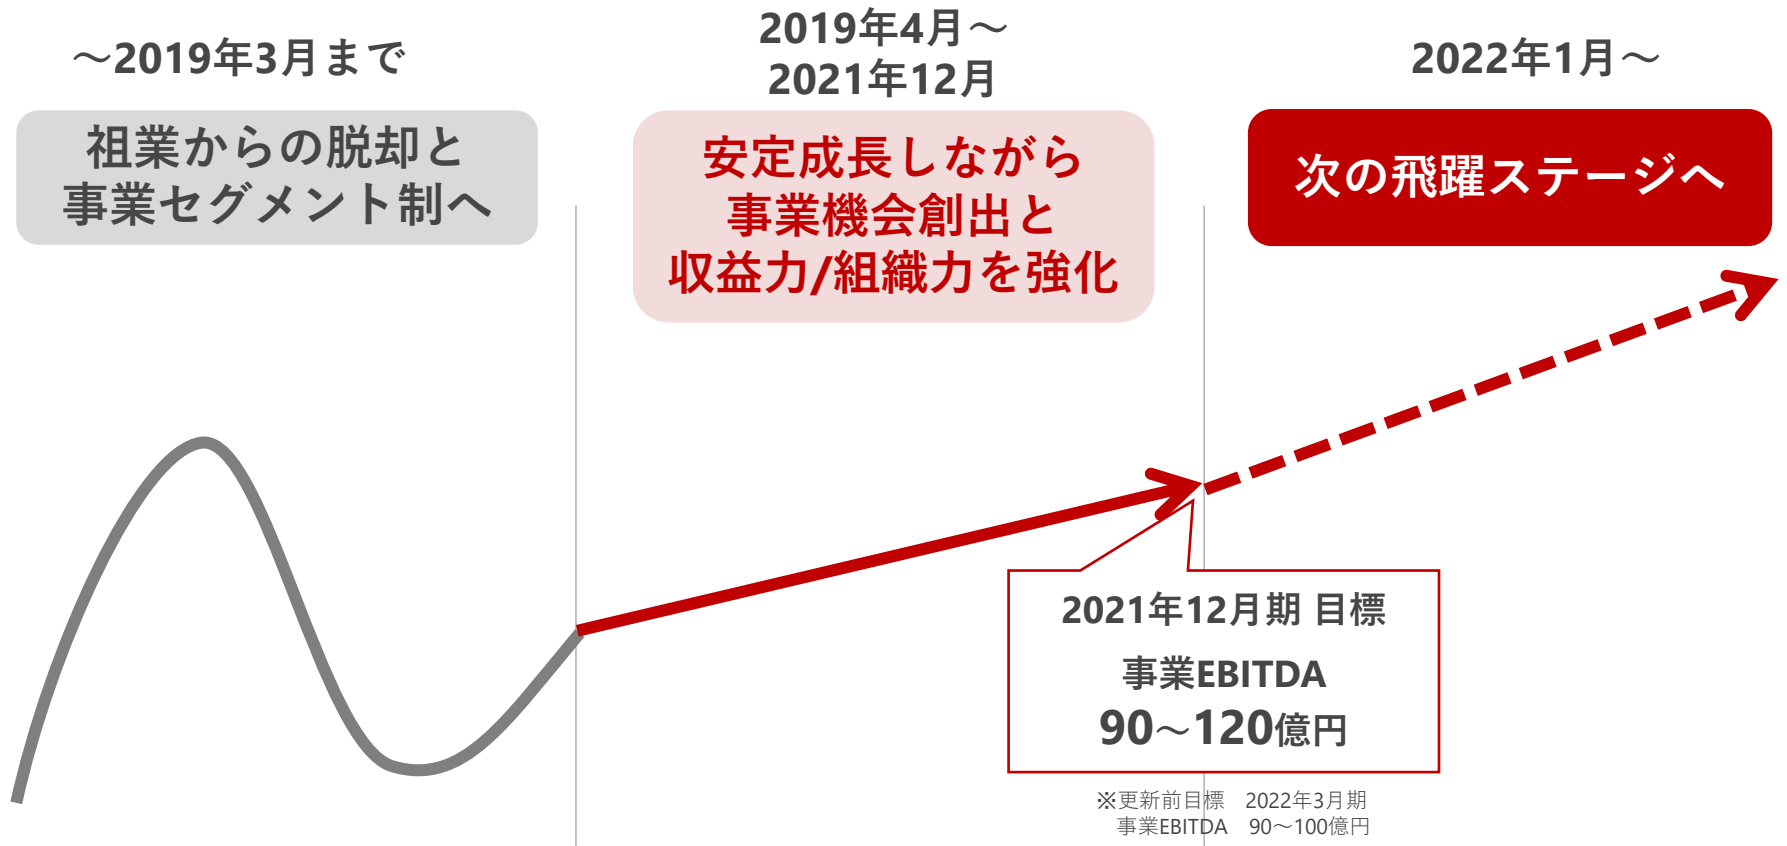 ～2019年3月まで
祖業からの脱却と
事業セグメント制へ
2019年4月～
2021年12月
安定成長しながら
事業機会創出と
収益力/組織力を強化
2022年1月～
次の飛躍ステージへ
2021年12月期 目標
事業EBITDA
90～120億円
※更新前目標　2022年3月期
事業EBITDA　90～100億円